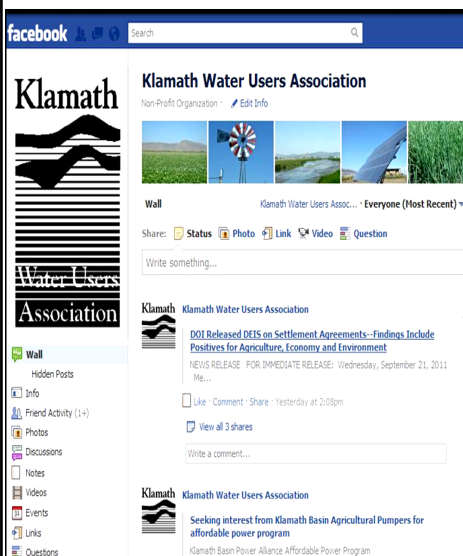 facebook
Search
Klamath
Water Users
Association
Klamath Water Users Association
Non-Profit Organization · Edit Info
Wall
Klamath Water Users Assoc... · Everyone (Most Recent)
Share: Status Photo Link Video Question
Write something...
Klamath
Klamath Water Users Association
DOI Released DEIS on Settlement Agreements--Findings Include
Positives for Agriculture, Economy and Environment
NEWS RELEASE FOR IMMEDIATE RELEASE: Wednesday, September 21, 2011
Me...
Like · Comment · Share · Yesterday at 2:08pm
View all 3 shares
Write a comment...
Klamath
Klamath Water Users Association
Seeking interest from Klamath Basin Agricultural Pumpers for
affordable power program
Klamath Basin Power Alliance Affordable Power Program
Wall
Hidden Posts
Info
Friend Activity (1+)
Photos
Discussions
Notes
Videos
31 Events
Links
Questions